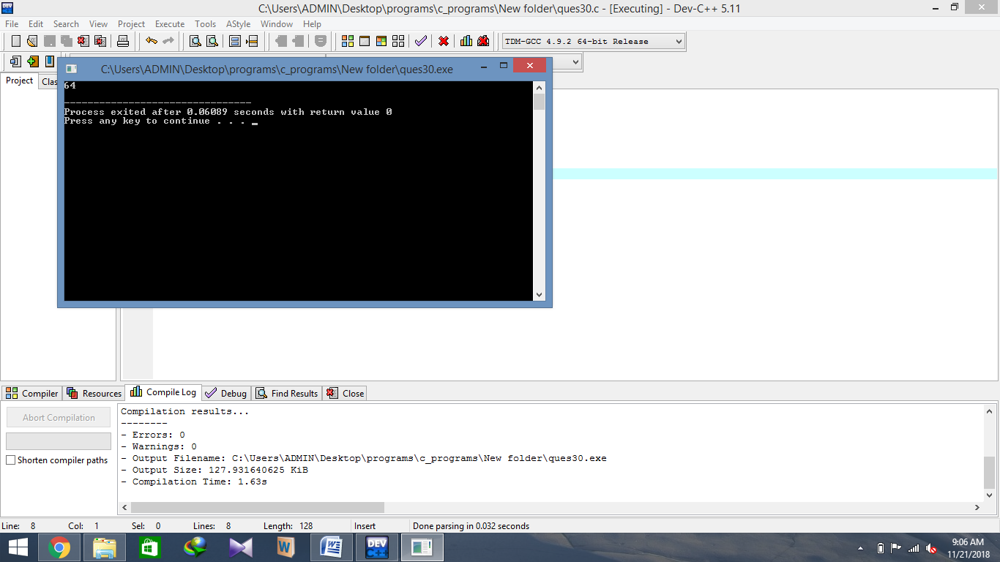 C:\Users\ADMIN\Desktop\programs\c_programs\New folder\ques30.c - [Executing] - Dev-C++ 5.11
File Edit Search View Project Execute Tools AStyle Window Help
TDM-GCC 4.9.2 64-bit Release
Project
C:\Users\ADMIN\Desktop\programs\c_programs\New folder\ques30.exe
64
--------------------------------
Process exited after 0.06089 seconds with return value 0
Press any key to continue . . . _
Compiler Resources Compile Log Debug Find Results Close
Abort Compilation
Shorten compiler paths
Compilation results...
--------
- Errors: 0
- Warnings: 0
- Output Filename: C:\Users\ADMIN\Desktop\programs\c_programs\New folder\ques30.exe
- Output Size: 127.931640625 KiB
- Compilation Time: 1.63s
Line: 8 Col: 1 Sel: 0 Lines: 8 Length: 128 Insert Done parsing in 0.032 seconds
DEV C++
9:06 AM
11/21/2018